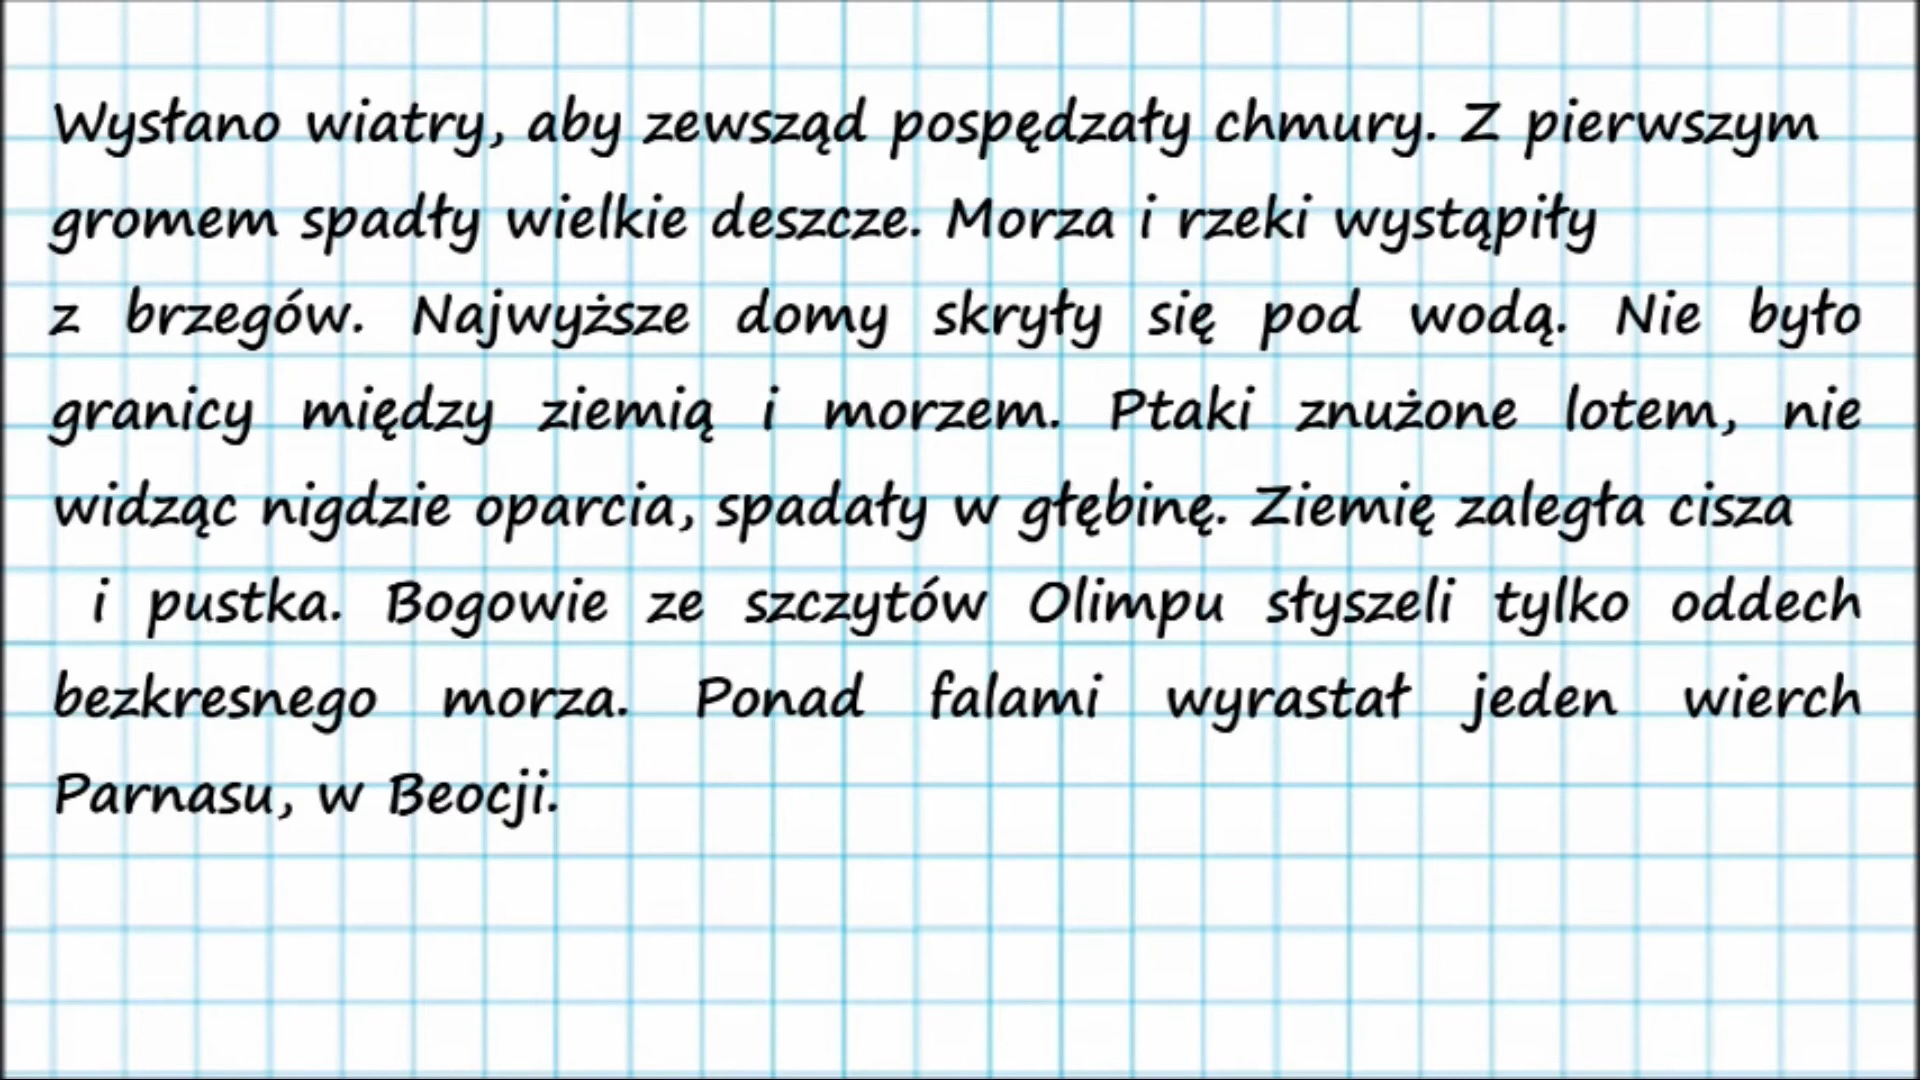 Wysłano wiatry, aby zewsząd pospędzały chmury. Z pierwszym
gromem spadły wielkie deszcze. Morza i rzeki wystąpiły
z brzegów. Najwyższe domy skryły się pod wodą. Nie było
granicy między ziemią i morzem. Ptaki znużone lotem, nie
widząc nigdzie oparcia, spadały w głębinę. Ziemię zaległa cisza
i pustka. Bogowie ze szczytów Olimpu słyszeli tylko oddech
bezkresnego morza. Ponad falami wyrastał jeden wierch
Parnasu, w Beocji.